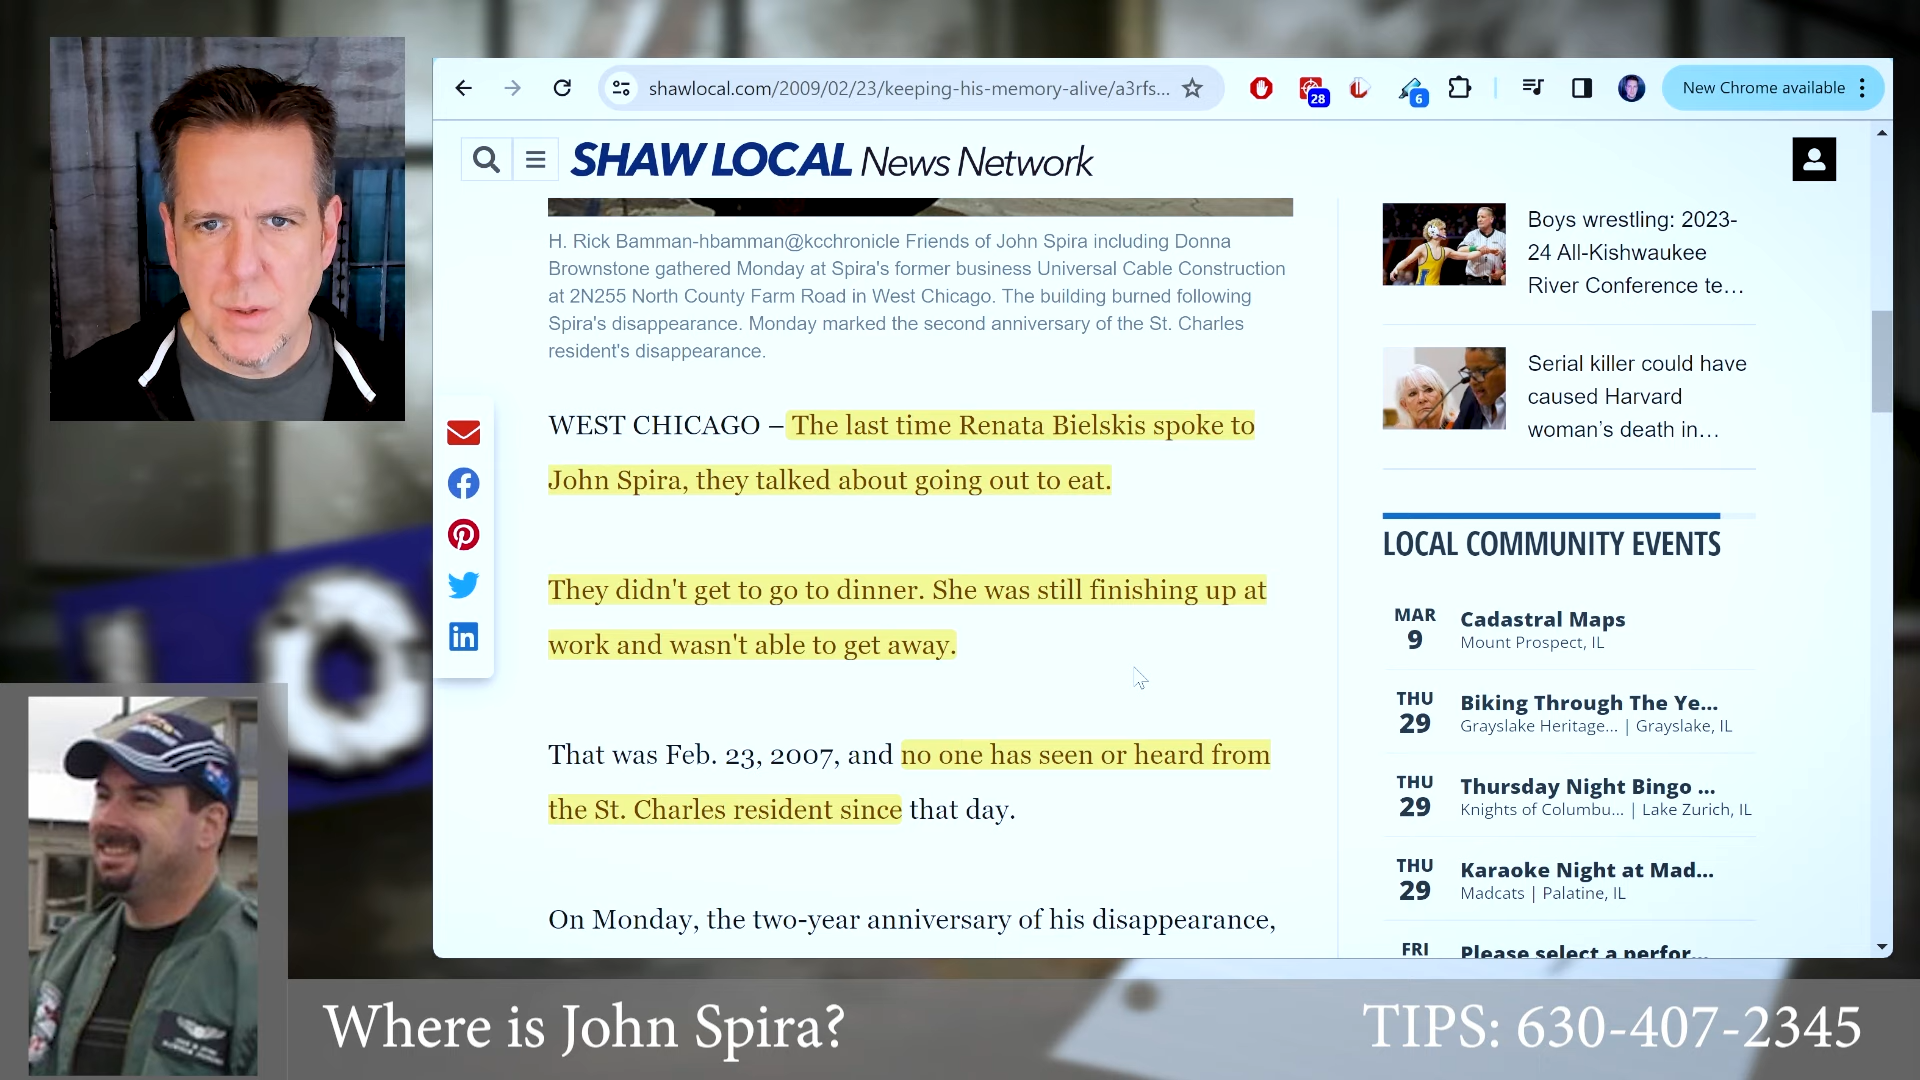 shawlocal.com/2009/02/23/keeping-his-memory-alive/a3rfs...
28
6
New Chrome available
SHAW LOCAL News Network
H. Rick Bamman-hbamman@kcchronicle Friends of John Spira including Donna
Brownstone gathered Monday at Spira's former business Universal Cable Construction
at 2N255 North County Farm Road in West Chicago. The building burned following
Spira's disappearance. Monday marked the second anniversary of the St. Charles
resident's disappearance.
WEST CHICAGO – The last time Renata Bielskis spoke to
John Spira, they talked about going out to eat.
They didn't get to go to dinner. She was still finishing up at
work and wasn't able to get away.
That was Feb. 23, 2007, and no one has seen or heard from
the St. Charles resident since that day.
On Monday, the two-year anniversary of his disappearance,
Boys wrestling: 2023-
24 All-Kishwaukee
River Conference te...
Serial killer could have
caused Harvard
woman's death in...
LOCAL COMMUNITY EVENTS
MAR
9
Cadastral Maps
Mount Prospect, IL
THU
29
Biking Through The Ye...
Grayslake Heritage... | Grayslake, IL
THU
29
Thursday Night Bingo ...
Knights of Columbu... | Lake Zurich, IL
THU
29
Karaoke Night at Mad...
Madcats | Palatine, IL
FRI
Please select a perfor...
Where is John Spira?
TIPS: 630-407-2345